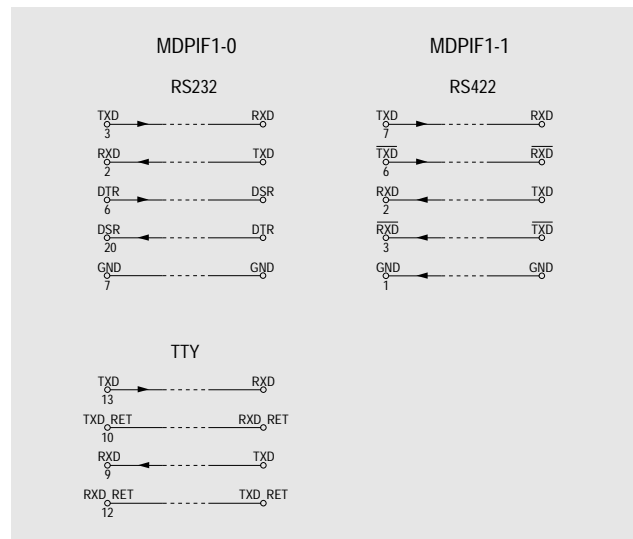 MDPIF1-0 MDPIF1-1
RS232 RS422
TXD RXD TXD RXD
3 7
RXD TXD TXD RXD
2 6
DTR DSR RXD TXD
6 2
DSR DTR RXD TXD
20 3
GND GND GND GND
7 1
TTY
TXD RXD
13
TXD_RET RXD_RET
10
RXD TXD
9
RXD_RET TXD_RET
12